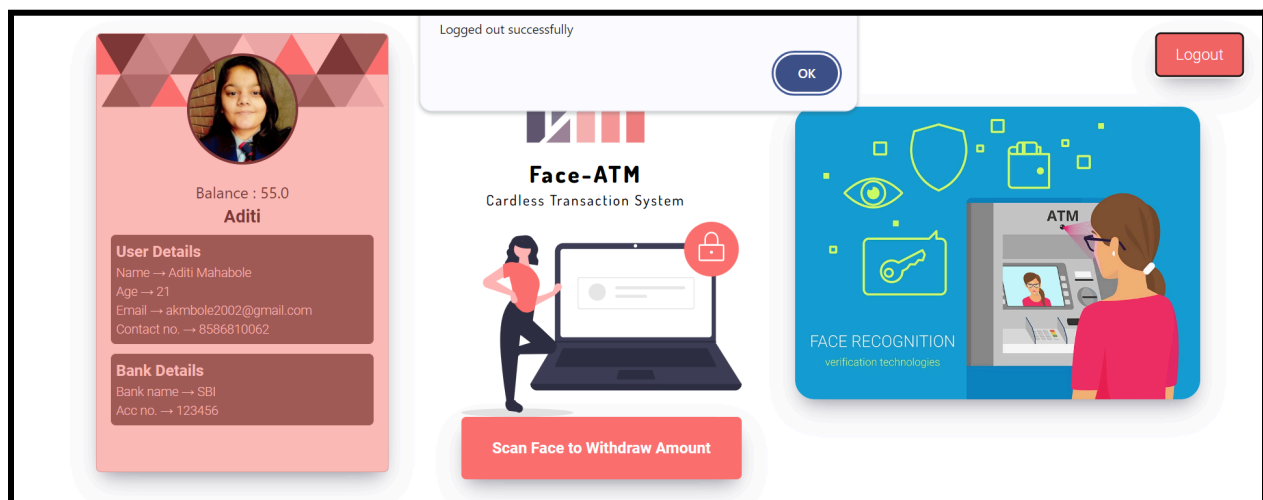 Logged out successfully
OK
Logout
Balance : 55.0
Aditi
User Details
Name → Aditi Mahabole
Age → 21
Email → akmbole2002@gmail.com
Contact no. → 8586810062
Bank Details
Bank name → SBI
Acc no. → 123456
Face-ATM
Cardless Transaction System
Scan Face to Withdraw Amount
ATM
FACE RECOGNITION
verification technologies